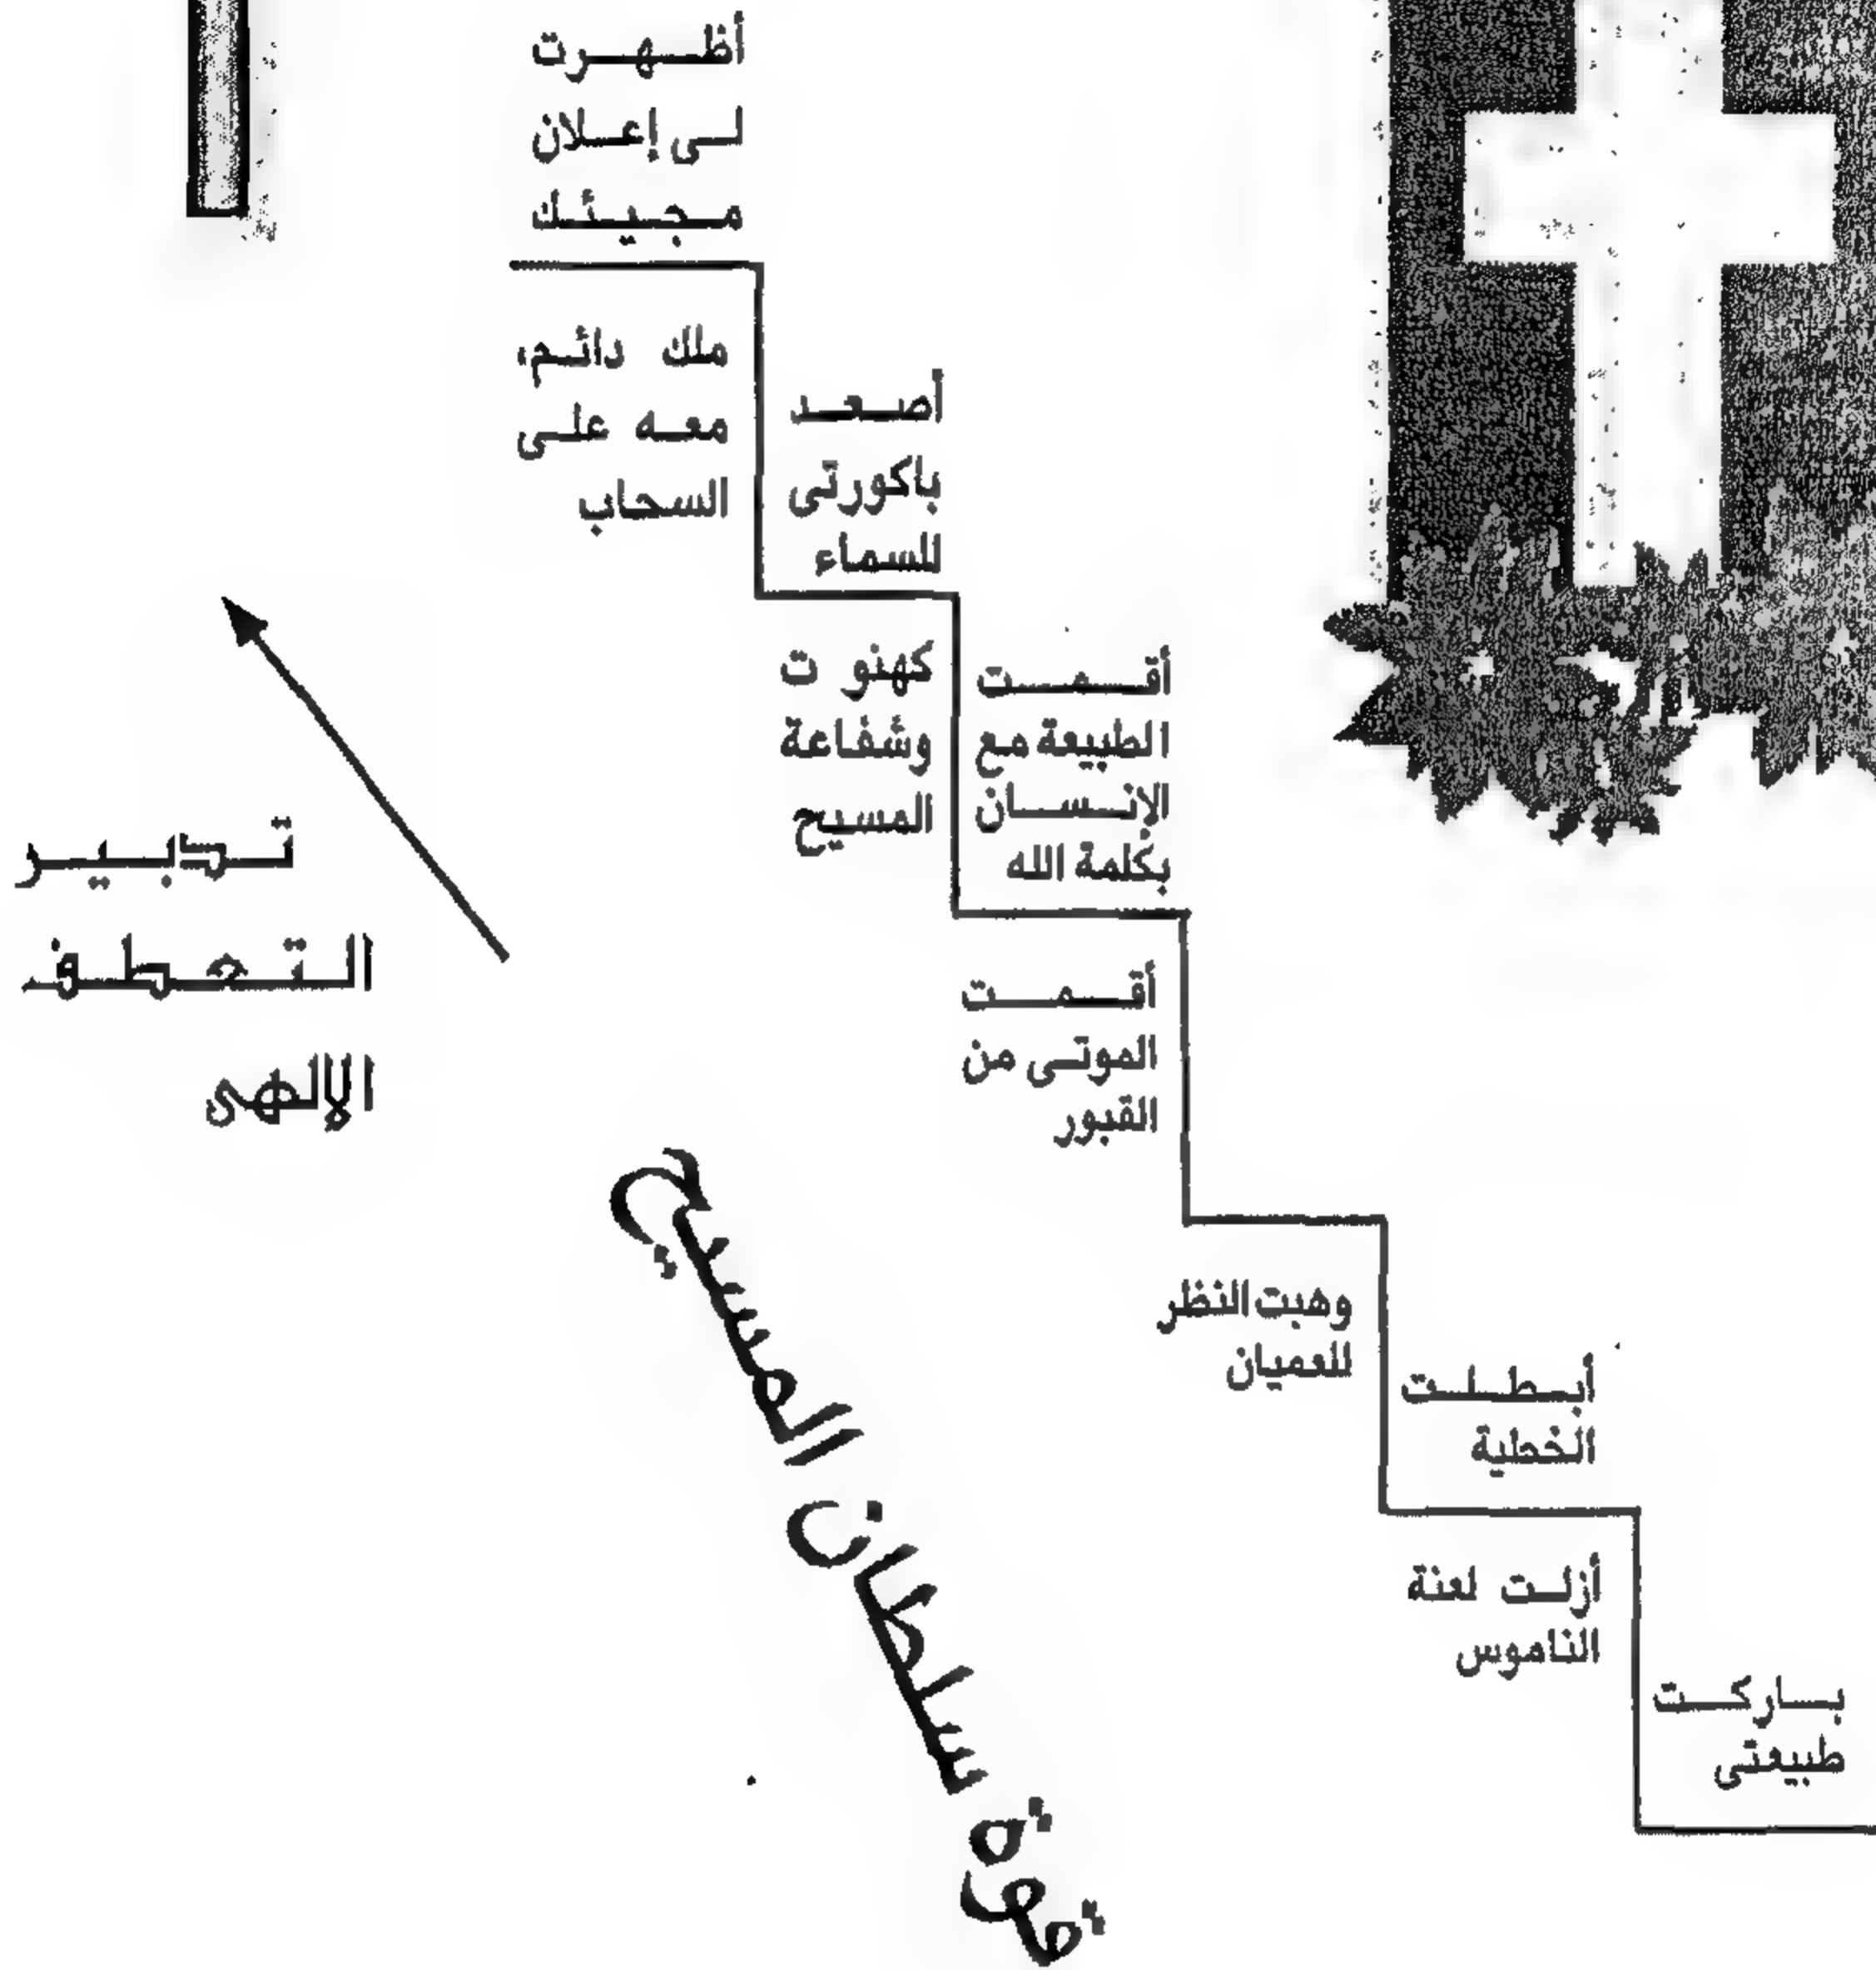 أظهرت
لى إعلان
مجيئك
ملك دائم،
معه على
السحاب
أصعد
باكورتى
للسماء
كهنو ت
وشفاعة
المسيح
أقمت
الطبيعة مع
الإنسان
بكلمة الله
تدبير
التعطف
الالهى
أقمت
الموتى من
القبور
وهبت النظر
للعميان
أبطلت
الخطية
أزلت لعنة
الناموس
باركت
طبيعتى
قوة سلطان المسيح